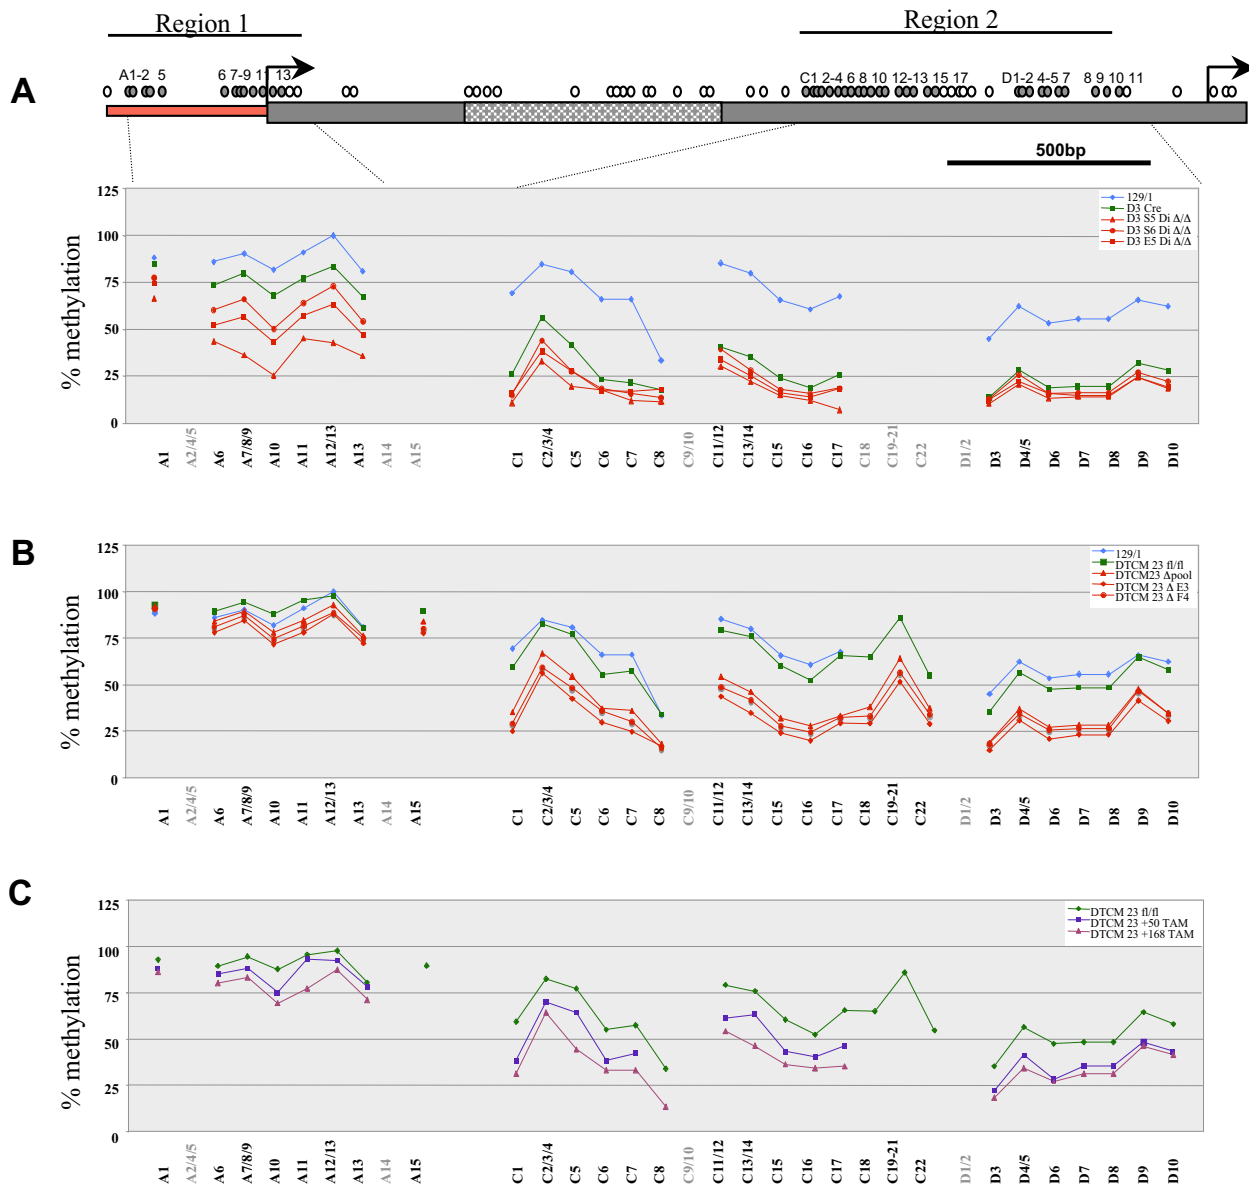 Region 1
Region 2
A
A1-2 5 6 7-9 11 13 C1 2-4 6 8 10 12-13 15 17 D1-2 4-5 7 8 9 10 11
500bp
125
100
75
50
25
0
% methylation
129/1
D3 Cre
D3 S5 Di Δ/Δ
D3 S6 Di Δ/Δ
D3 E5 Di Δ/Δ
A1 A2/4/5 A6 A7/8/9 A10 A11 A12/13 A13 A14 A15 C1 C2/3/4 C5 C6 C7 C8 C9/10 C11/12 C13/14 C15 C16 C17 C18 C19-21 C22 D1/2 D3 D4/5 D6 D7 D8 D9 D10
B
125
100
75
50
25
0
% methylation
129/1
DTCM 23 fl/fl
DTCM23 Δpool
DTCM 23 Δ E3
DTCM 23 Δ F4
A1 A2/4/5 A6 A7/8/9 A10 A11 A12/13 A13 A14 A15 C1 C2/3/4 C5 C6 C7 C8 C9/10 C11/12 C13/14 C15 C16 C17 C18 C19-21 C22 D1/2 D3 D4/5 D6 D7 D8 D9 D10
C
125
100
75
50
25
0
% methylation
DTCM 23 fl/fl
DTCM 23 +50 TAM
DTCM 23 +168 TAM
A1 A2/4/5 A6 A7/8/9 A10 A11 A12/13 A13 A14 A15 C1 C2/3/4 C5 C6 C7 C8 C9/10 C11/12 C13/14 C15 C16 C17 C18 C19-21 C22 D1/2 D3 D4/5 D6 D7 D8 D9 D10